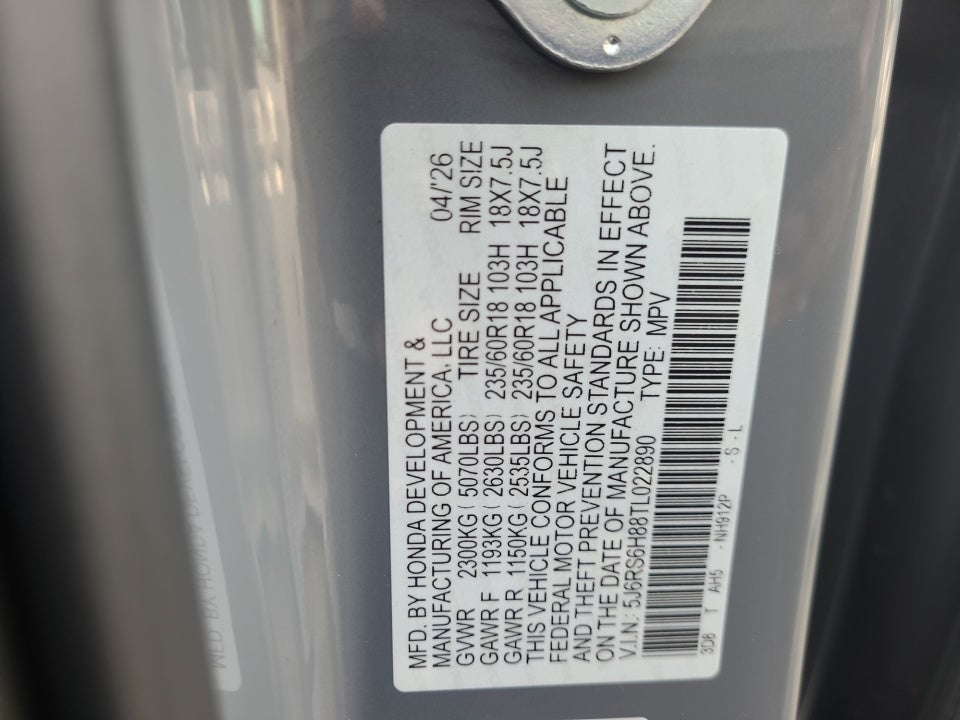 MFD. BY HONDA DEVELOPMENT &
MANUFACTURING OF AMERICA, LLC 04/'26
GVWR 2300KG ( 5070LBS) TIRE SIZE RIM SIZE
GAWR F 1193KG ( 2630LBS) 235/60R18 103H 18X7.5J
GAWR R 1150KG ( 2535LBS) 235/60R18 103H 18X7.5J
THIS VEHICLE CONFORMS TO ALL APPLICABLE
FEDERAL MOTOR VEHICLE SAFETY
AND THEFT PREVENTION STANDARDS IN EFFECT
ON THE DATE OF MANUFACTURE SHOWN ABOVE.
V.I.N.: 5J6RS6H88TL022890 TYPE: MPV
3D8 T AH5 - NH912P - S - L